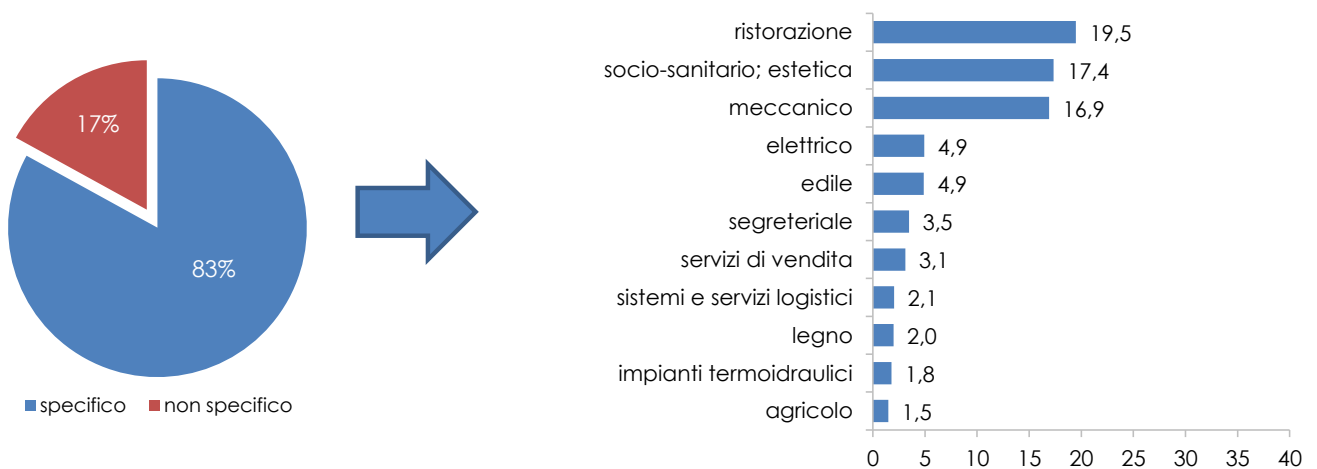 17%
83%
specifico
non specifico
ristorazione 19,5
socio-sanitario; estetica 17,4
meccanico 16,9
elettrico 4,9
edile 4,9
segreteriale 3,5
servizi di vendita 3,1
sistemi e servizi logistici 2,1
legno 2,0
impianti termoidraulici 1,8
agricolo 1,5
0 5 10 15 20 25 30 35 40